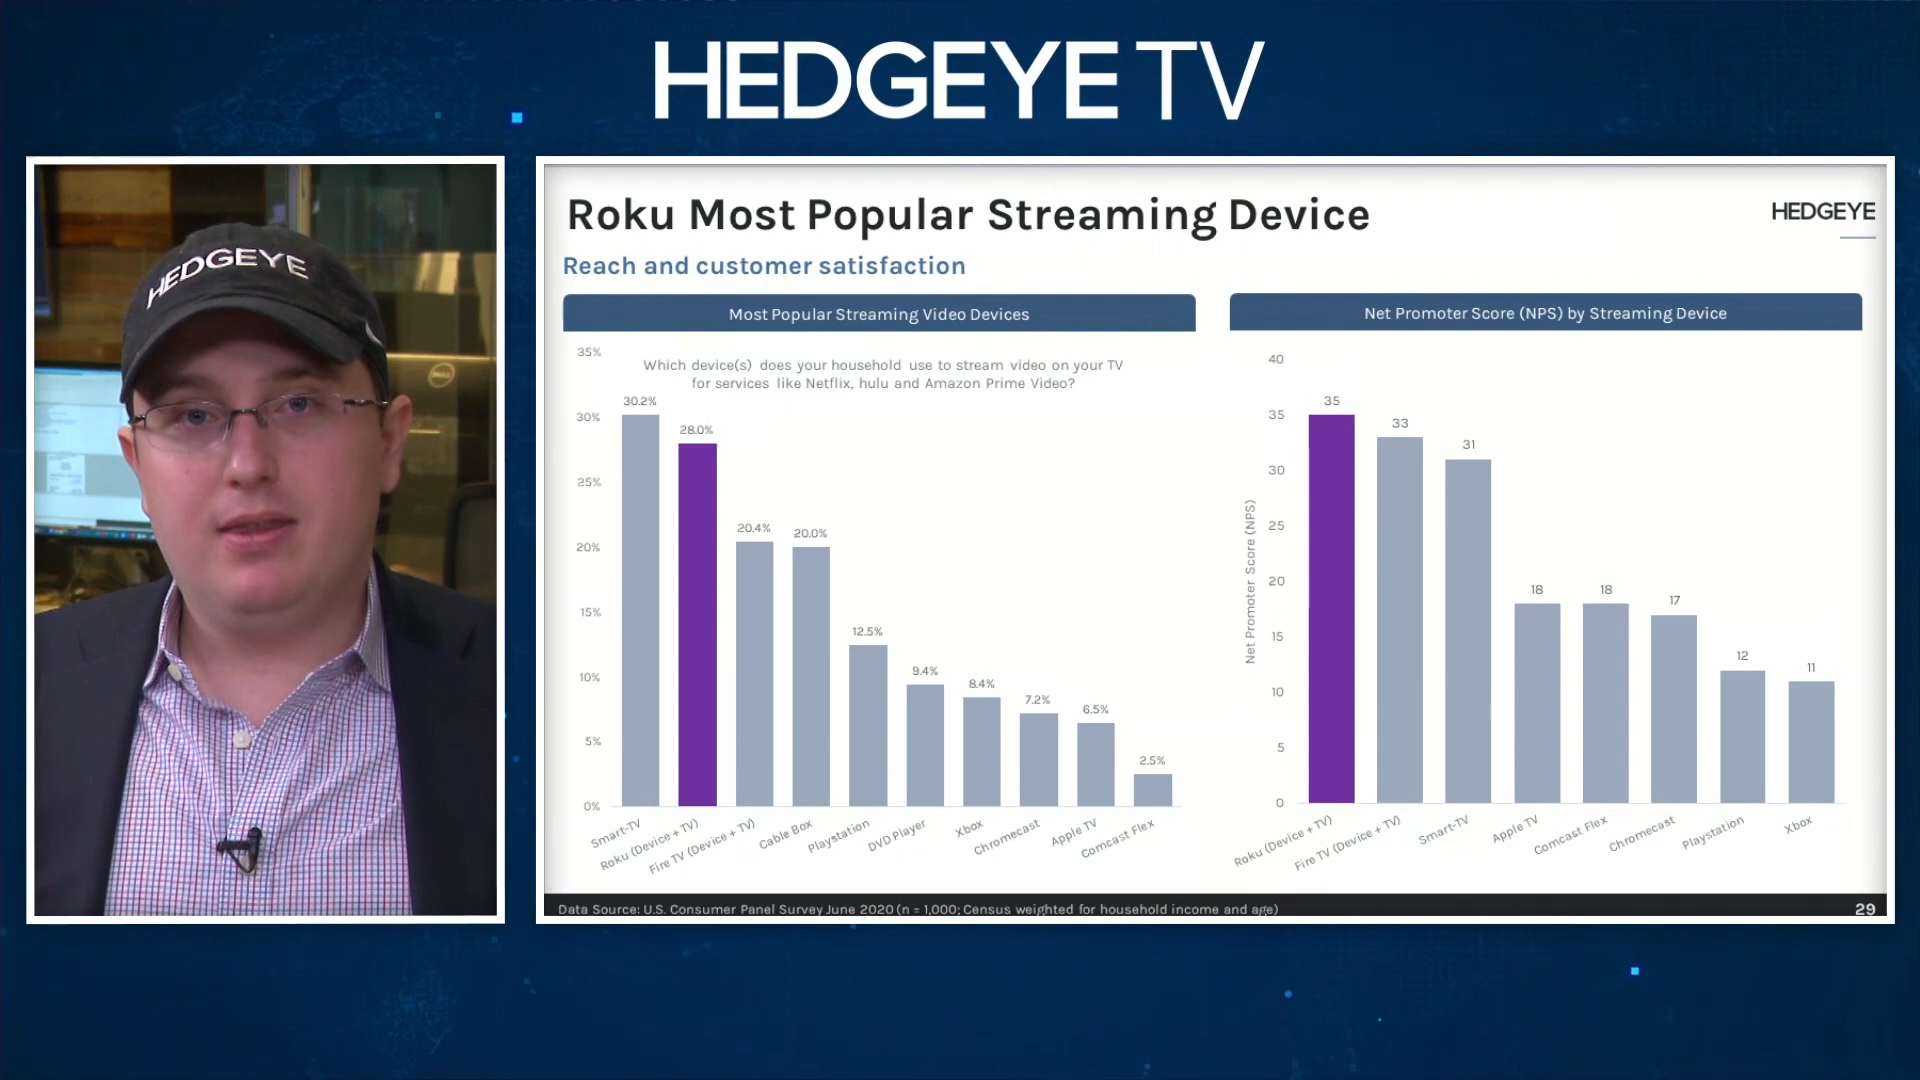 HEDGEYE TV
HEDGEYE
DELL
Roku Most Popular Streaming Device
HEDGEYE
Reach and customer satisfaction
Most Popular Streaming Video Devices
Which device(s) does your household use to stream video on your TV
for services like Netflix, hulu and Amazon Prime Video?
35%
30%
25%
20%
15%
10%
5%
0%
30.2%
28.0%
20.4%
20.0%
12.5%
9.4%
8.4%
7.2%
6.5%
2.5%
Smart-TV
Roku (Device + TV)
Fire TV (Device + TV)
Cable Box
Playstation
DVD Player
Xbox
Chromecast
Apple TV
Comcast Flex
Net Promoter Score (NPS) by Streaming Device
Net Promoter Score (NPS)
40
35
30
25
20
15
10
5
0
35
33
31
18
18
17
12
11
Roku (Device + TV)
Fire TV (Device + TV)
Smart-TV
Apple TV
Comcast Flex
Chromecast
Playstation
Xbox
Data Source: U.S. Consumer Panel Survey June 2020 (n = 1,000; Census weighted for household income and age)
29